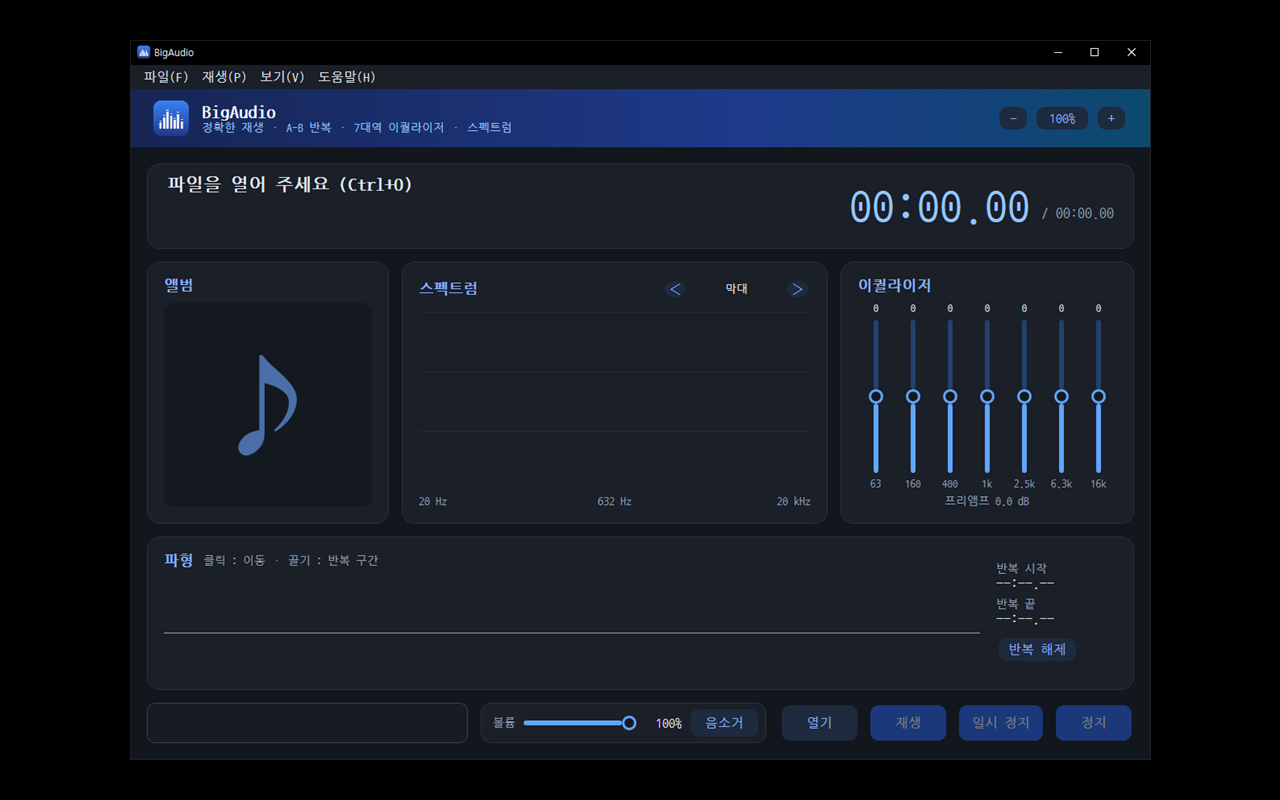 BigAudio
파일(F) 재생(P) 보기(V) 도움말(H)
BigAudio
정확한 재생 · A-B 반복 · 7대역 이퀄라이저 · 스펙트럼
− 100% +
파일을 열어 주세요 (Ctrl+O)
00:00.00 / 00:00.00
앨범
스펙트럼
< 막대 >
20 Hz 632 Hz 20 kHz
이퀄라이저
0 0 0 0 0 0 0
63 160 400 1k 2.5k 6.3k 16k
프리앰프 0.0 dB
파형 클릭 : 이동 · 끌기 : 반복 구간
반복 시작
--:--.--
반복 끝
--:--.--
반복 해제
볼륨 100% 음소거
열기 재생 일시 정지 정지